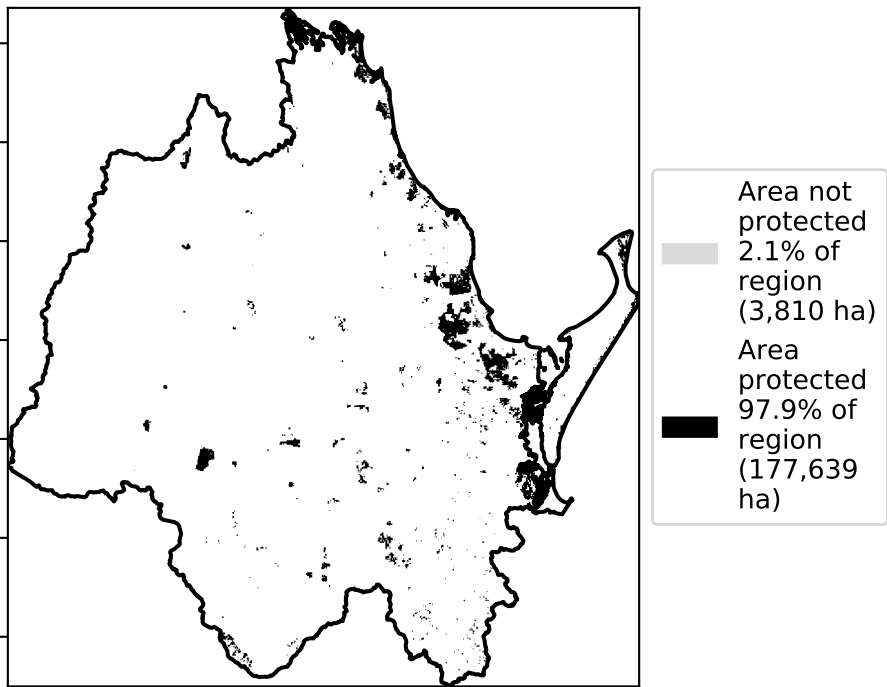 Area not
protected
2.1% of
region
(3,810 ha)
Area
protected
97.9% of
region
(177,639
ha)